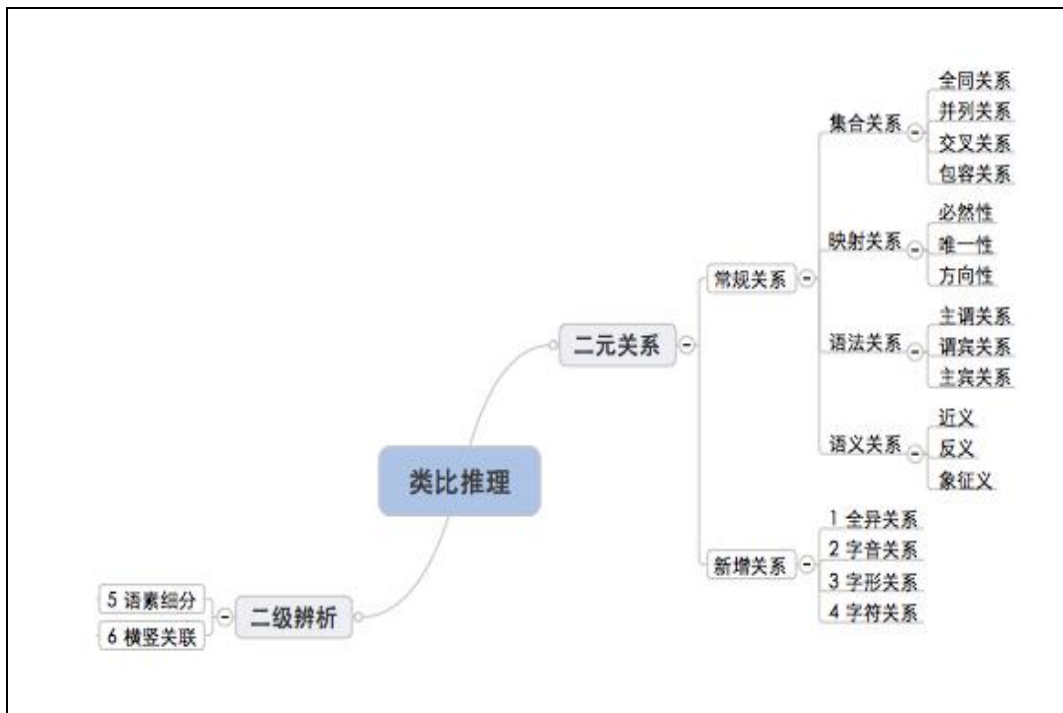 全同关系
并列关系
交叉关系
包容关系
集合关系
必然性
唯一性
方向性
映射关系
常规关系
主谓关系
谓宾关系
主宾关系
语法关系
二元关系
近义
反义
象征义
语义关系
类比推理
1 全异关系
2 字音关系
3 字形关系
4 字符关系
新增关系
5 语素细分
6 横竖关联
二级辨析